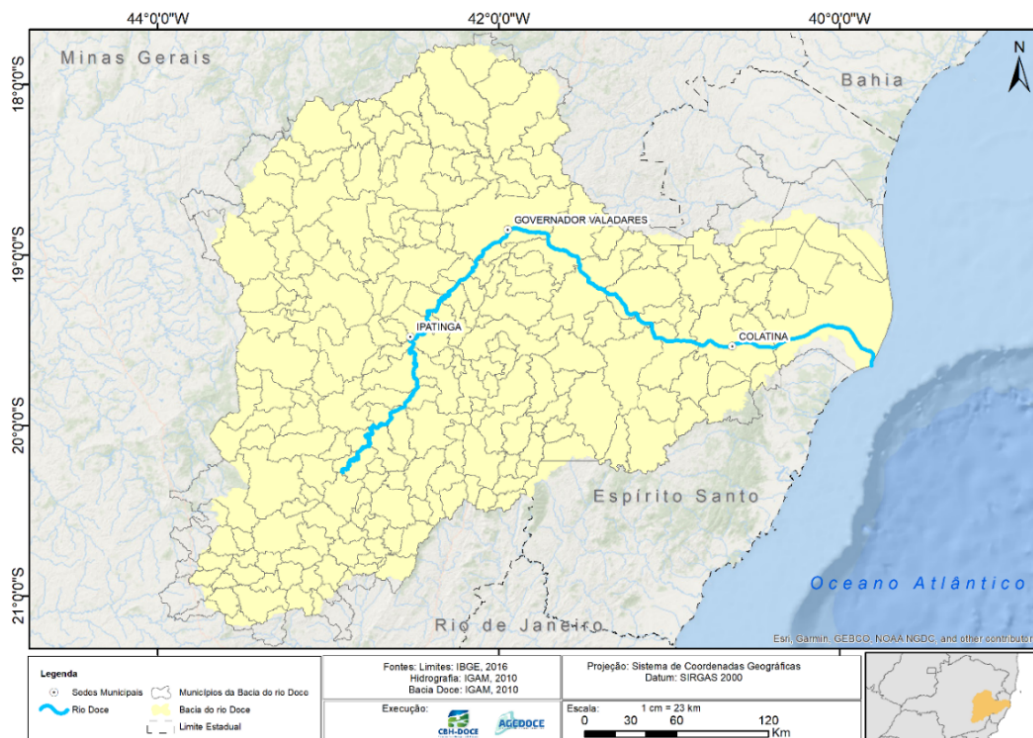 44°0'0"W 42°0'0"W 40°0'0"W
Minas Gerais
Bahia
N
18°0'0"S
GOVERNADOR VALADARES
19°0'0"S
IPATINGA
COLATINA
20°0'0"S
Espírito Santo
Oceano Atlântico
21°0'0"S
Rio de Janeiro
Esri, Garmin, GEBCO, NOAA NGDC, and other contributor
Legenda
Sedes Municipais
Municípios da Bacia do rio Doce
Rio Doce
Bacia do rio Doce
Limite Estadual
Fontes: Limites: IBGE, 2016
Hidrografia: IGAM, 2010
Bacia Doce: IGAM, 2010
Execução:
CBH-DOCE
AGEDOCE
Projeção: Sistema de Coordenadas Geográficas
Datum: SIRGAS 2000
Escala: 1 cm = 23 km
0 30 60 120
Km